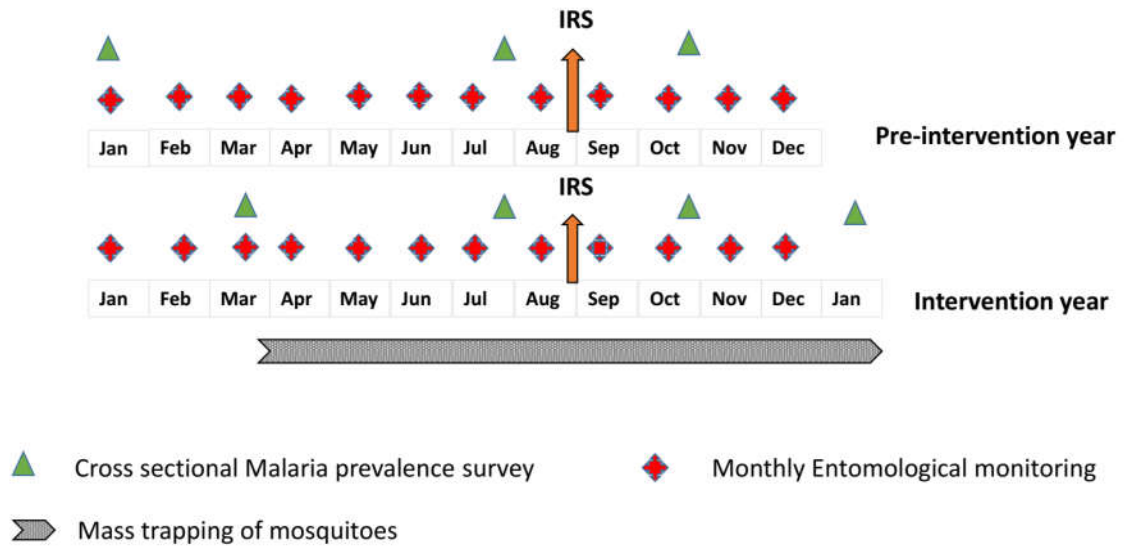 IRS
Jan Feb Mar Apr May Jun Jul Aug Sep Oct Nov Dec
Pre-intervention year
IRS
Jan Feb Mar Apr May Jun Jul Aug Sep Oct Nov Dec Jan
Intervention year
Cross sectional Malaria prevalence survey
Monthly Entomological monitoring
Mass trapping of mosquitoes